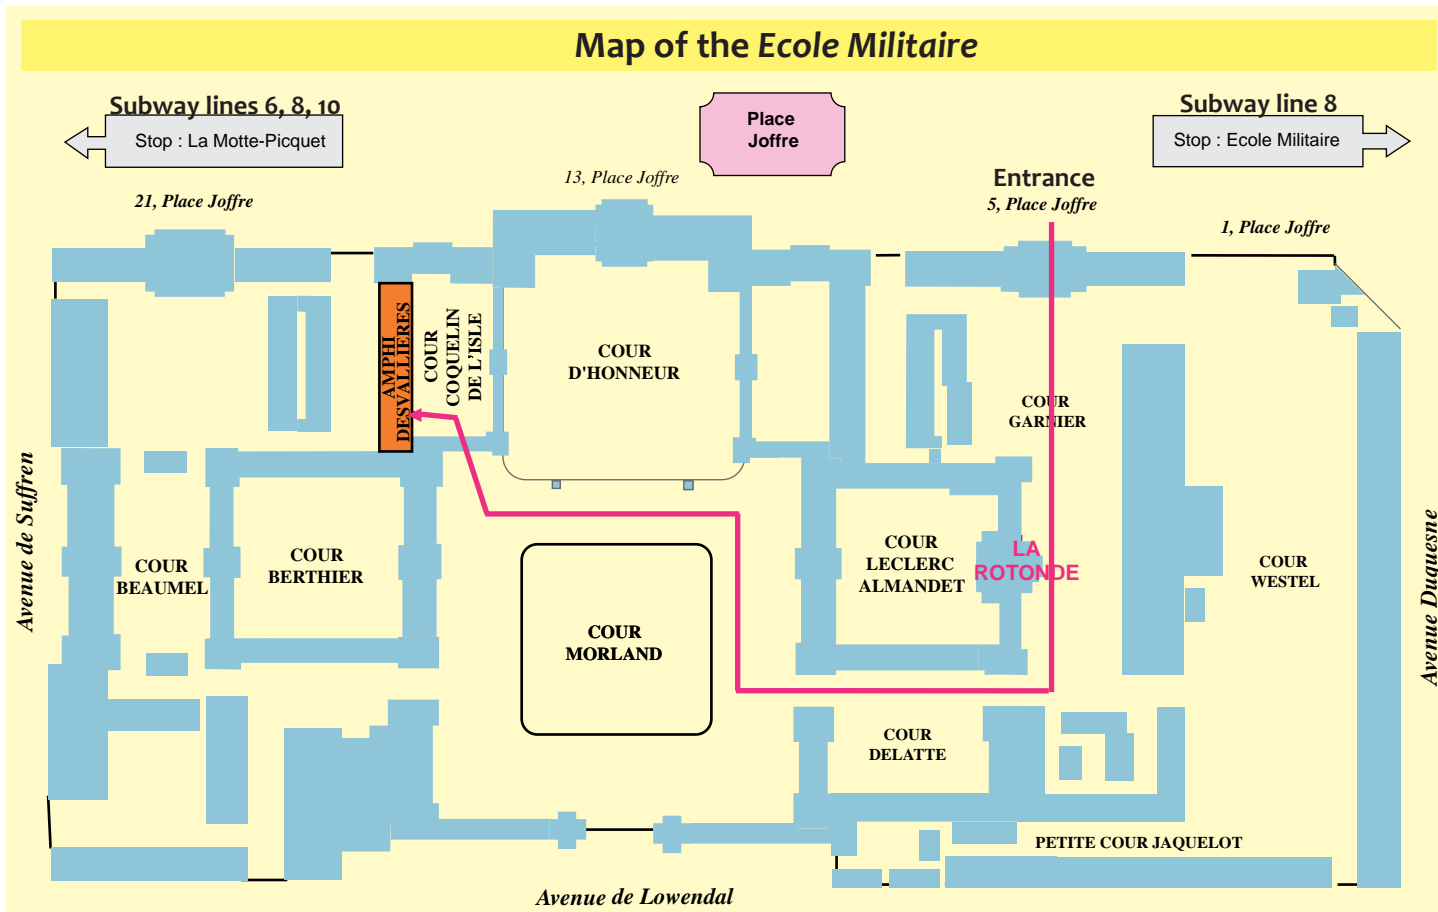 Map of the Ecole Militaire
Subway lines 6, 8, 10
Stop : La Motte-Picquet
Place
Joffre
Subway line 8
Stop : Ecole Militaire
21, Place Joffre
13, Place Joffre
Entrance
5, Place Joffre
1, Place Joffre
AMPHI
DESVALLIERES
COUR
COQUELIN
DE L'ISLE
COUR
D'HONNEUR
COUR
GARNIER
Avenue de Suffren
COUR
BEAUMEL
COUR
BERTHIER
COUR
LECLERC
ALMANDET
LA
ROTONDE
COUR
WESTEL
Avenue Duquesne
COUR
MORLAND
COUR
DELATTE
PETITE COUR JAQUELOT
Avenue de Lowendal